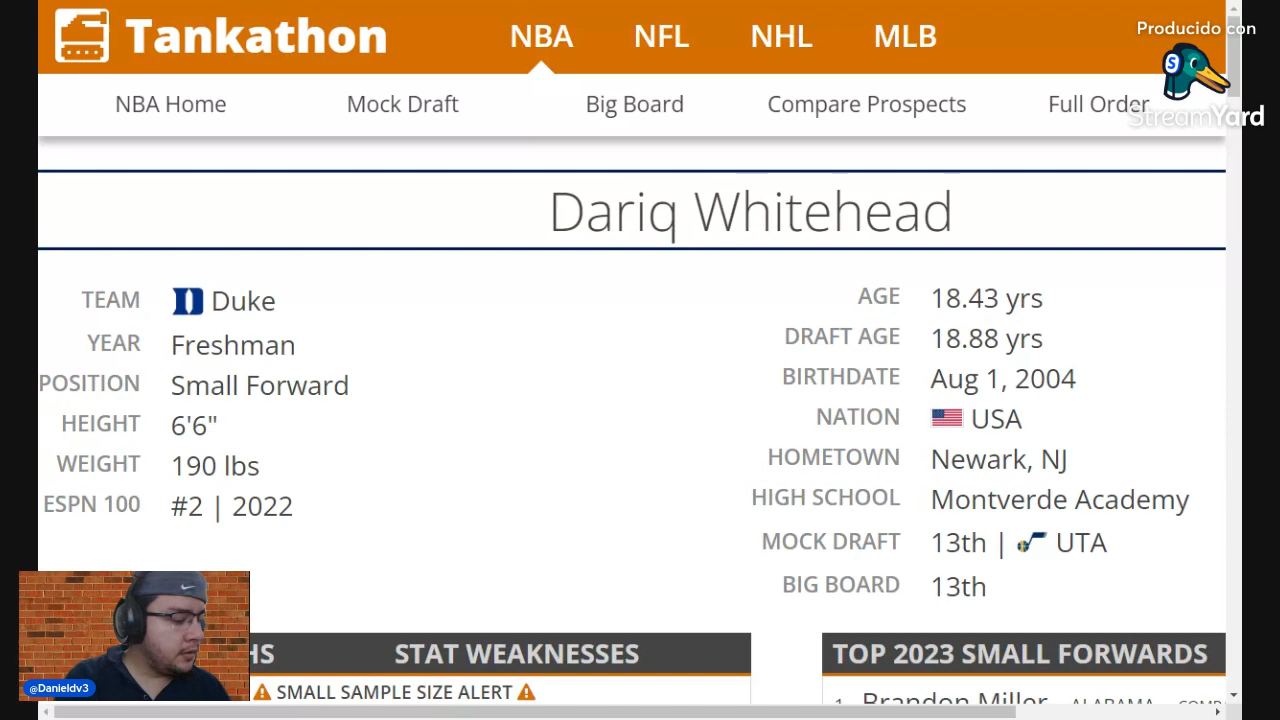 Tankathon NBA NFL NHL MLB
Producido con
StreamYard
NBA Home Mock Draft Big Board Compare Prospects Full Order
Dariq Whitehead
TEAM Duke
YEAR Freshman
POSITION Small Forward
HEIGHT 6'6"
WEIGHT 190 lbs
ESPN 100 #2 | 2022
AGE 18.43 yrs
DRAFT AGE 18.88 yrs
BIRTHDATE Aug 1, 2004
NATION USA
HOMETOWN Newark, NJ
HIGH SCHOOL Montverde Academy
MOCK DRAFT 13th | UTA
BIG BOARD 13th
HS STAT WEAKNESSES
SMALL SAMPLE SIZE ALERT
TOP 2023 SMALL FORWARDS
1 Brandon Miller ALABAMA
@Danieldv3